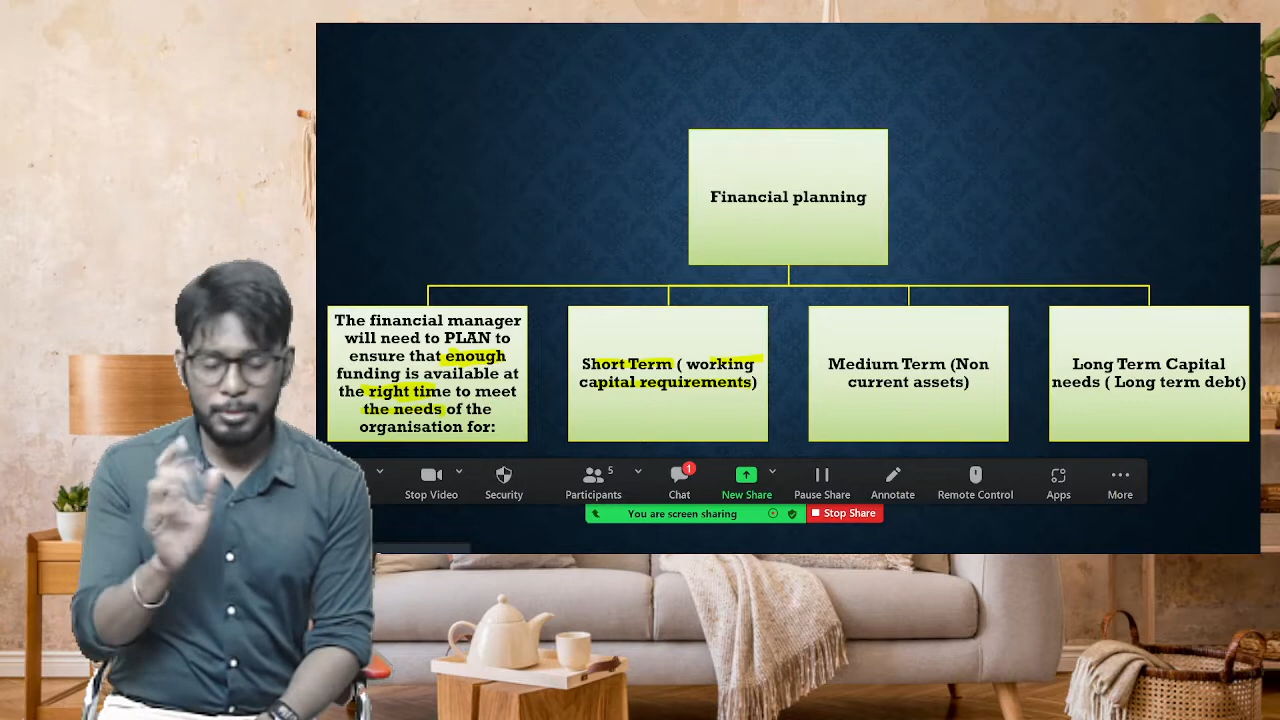 Financial planning
The financial manager
will need to PLAN to
ensure that enough
funding is available at
the right time to meet
the needs of the
organisation for:
Short Term ( working
capital requirements)
Medium Term (Non
current assets)
Long Term Capital
needs ( Long term debt)
Stop Video
Security
Participants
5
Chat
1
New Share
Pause Share
Annotate
Remote Control
Apps
More
You are screen sharing
Stop Share